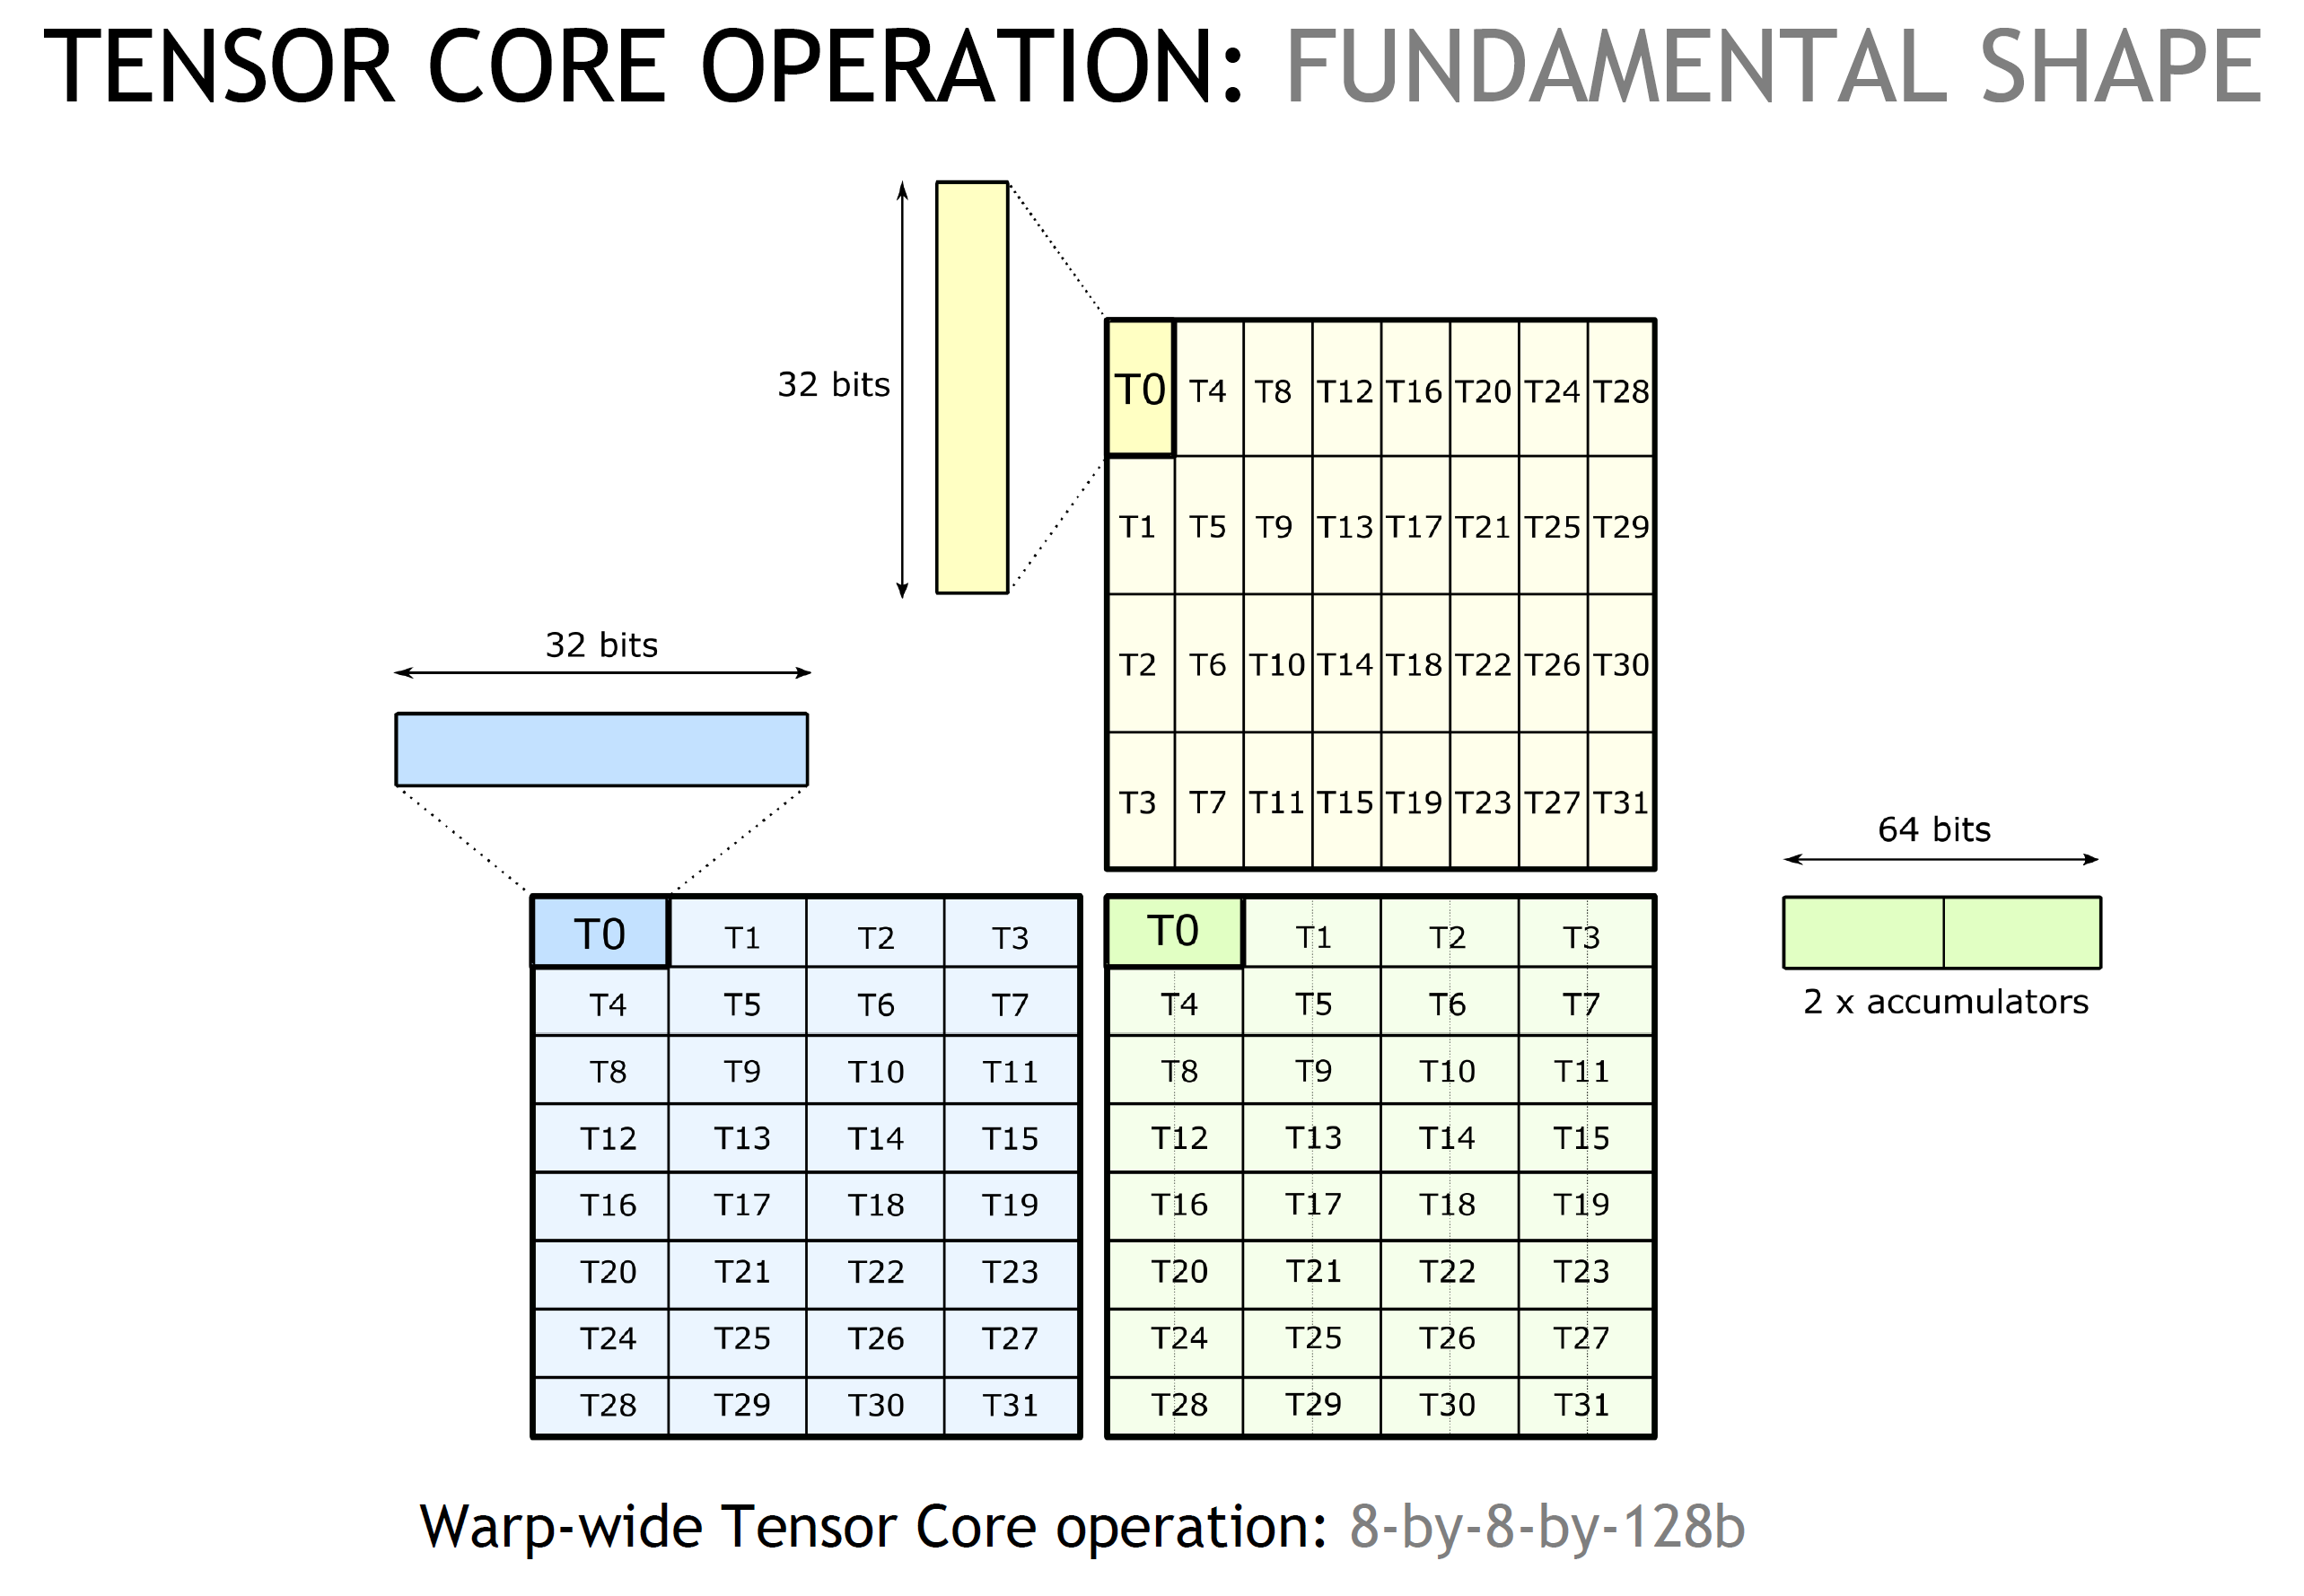 TENSOR CORE OPERATION: FUNDAMENTAL SHAPE
32 bits
T0 T4 T8 T12 T16 T20 T24 T28
T1 T5 T9 T13 T17 T21 T25 T29
T2 T6 T10 T14 T18 T22 T26 T30
T3 T7 T11 T15 T19 T23 T27 T31
32 bits
T0 T1 T2 T3
T4 T5 T6 T7
T8 T9 T10 T11
T12 T13 T14 T15
T16 T17 T18 T19
T20 T21 T22 T23
T24 T25 T26 T27
T28 T29 T30 T31
T0 T1 T2 T3
T4 T5 T6 T7
T8 T9 T10 T11
T12 T13 T14 T15
T16 T17 T18 T19
T20 T21 T22 T23
T24 T25 T26 T27
T28 T29 T30 T31
64 bits
2 x accumulators
Warp-wide Tensor Core operation: 8-by-8-by-128b